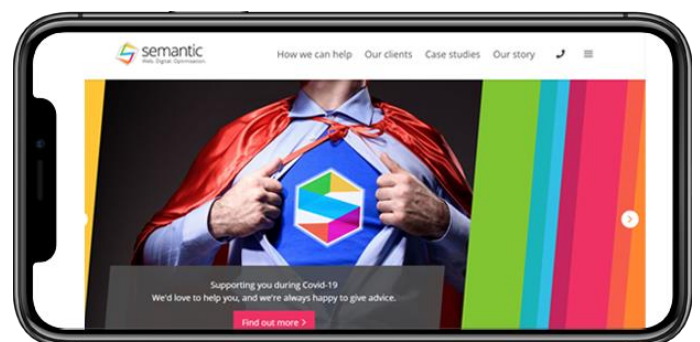 semantic
Web. Digital. Optimisation.
How we can help Our clients Case studies Our story
Supporting you during Covid-19
We'd love to help you, and we're always happy to give advice.
Find out more >